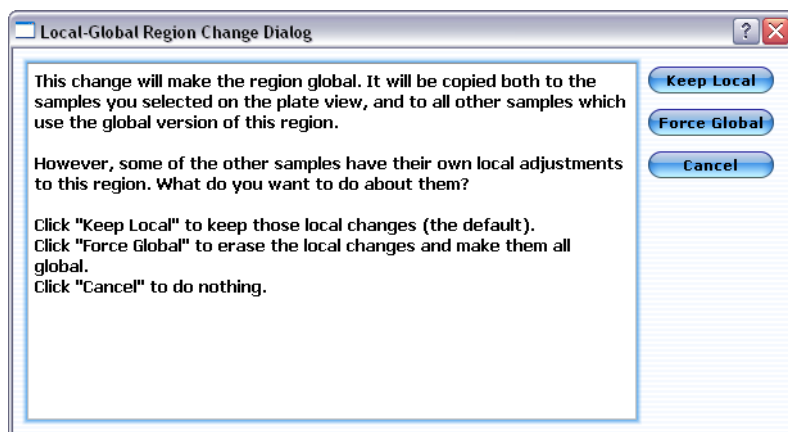 Local-Global Region Change Dialog
?
This change will make the region global. It will be copied both to the
samples you selected on the plate view, and to all other samples which
use the global version of this region.
However, some of the other samples have their own local adjustments
to this region. What do you want to do about them?
Click "Keep Local" to keep those local changes (the default).
Click "Force Global" to erase the local changes and make them all
global.
Click "Cancel" to do nothing.
Keep Local
Force Global
Cancel